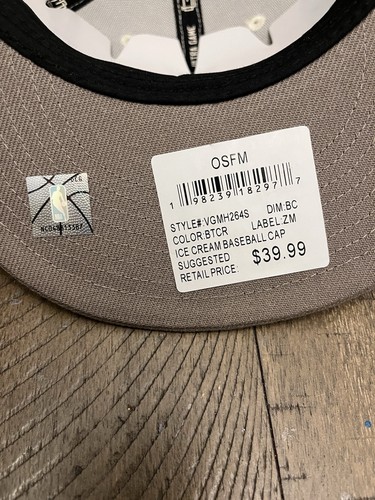 OSFM
1 98239 18297 7
STYLE#:VGMH264S DIM:BC
COLOR:BTCR LABEL:ZM
ICE CREAM BASEBALL CAP
SUGGESTED
RETAIL PRICE: $39.99